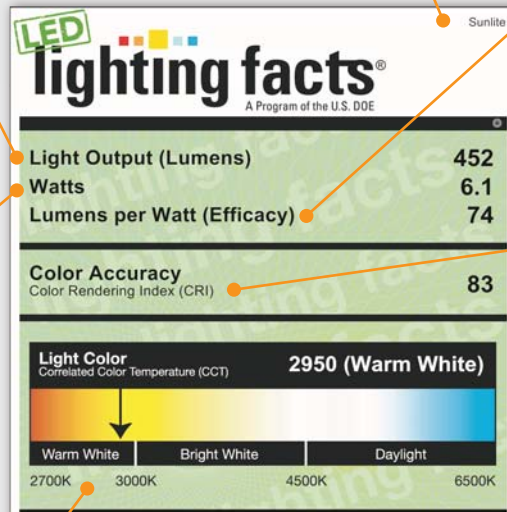 Sunlite
LED
lighting facts®
A Program of the U.S. DOE
Light Output (Lumens) 452
Watts 6.1
Lumens per Watt (Efficacy) 74
Color Accuracy 83
Color Rendering Index (CRI)
Light Color 2950 (Warm White)
Correlated Color Temperature (CCT)
Warm White Bright White Daylight
2700K 3000K 4500K 6500K